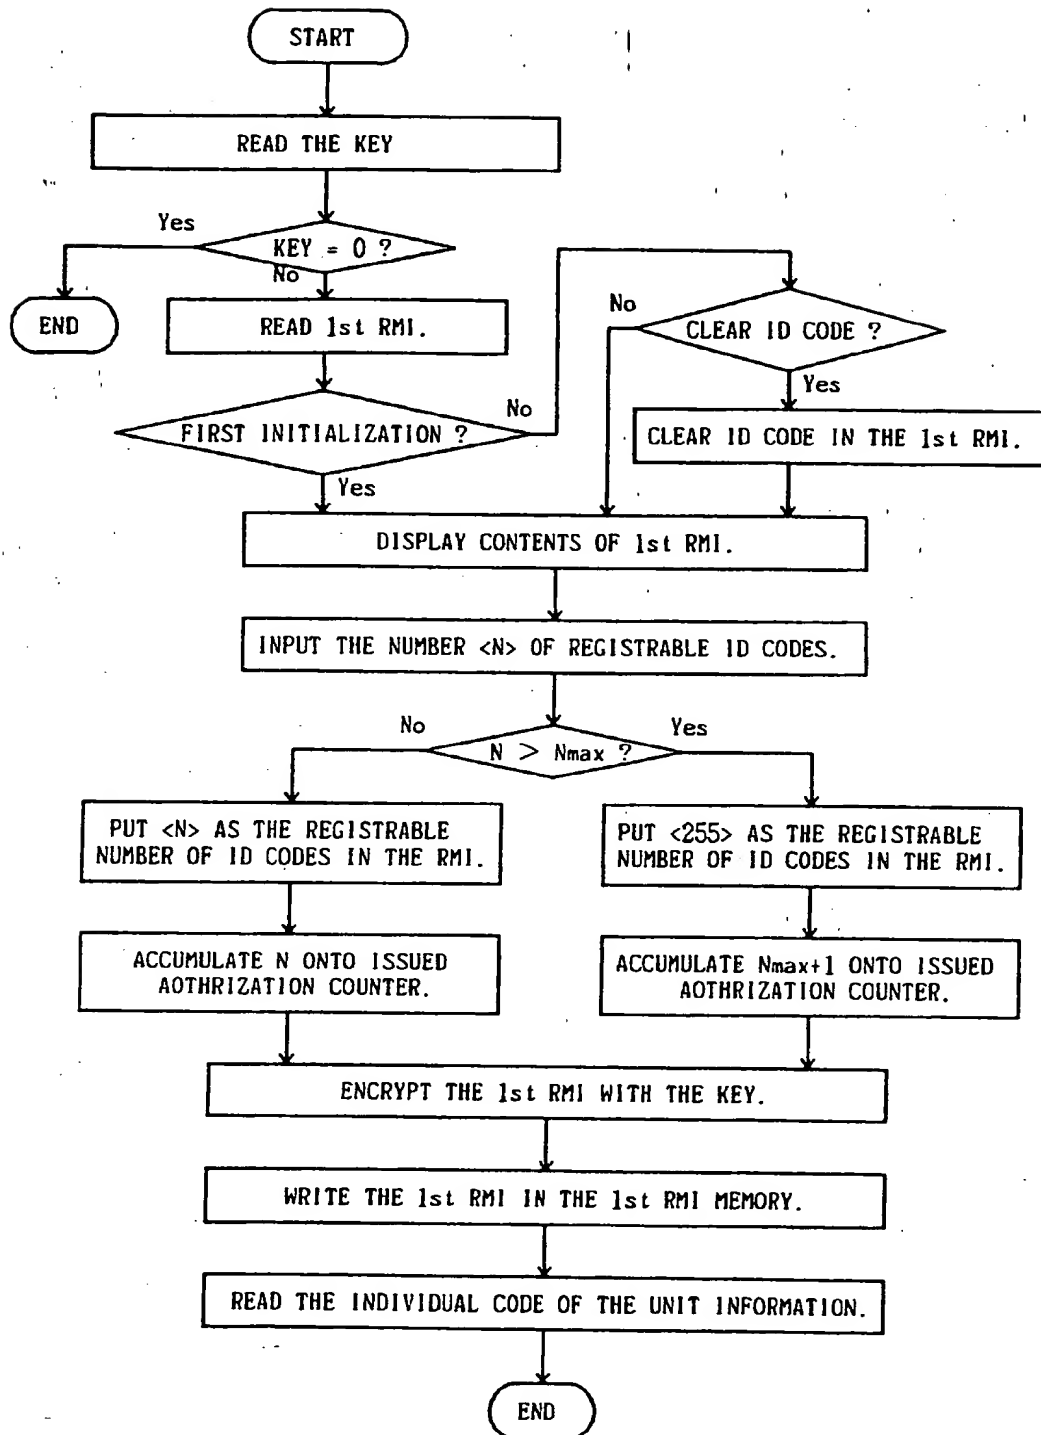 START
READ THE KEY
Yes
KEY = 0 ?
No
END
READ 1st RMI.
No
CLEAR ID CODE ?
Yes
FIRST INITIALIZATION ?
No
CLEAR ID CODE IN THE 1st RMI.
Yes
DISPLAY CONTENTS OF 1st RMI.
INPUT THE NUMBER <N> OF REGISTRABLE ID CODES.
No
N > Nmax ?
Yes
PUT <N> AS THE REGISTRABLE
NUMBER OF ID CODES IN THE RMI.
PUT <255> AS THE REGISTRABLE
NUMBER OF ID CODES IN THE RMI.
ACCUMULATE N ONTO ISSUED
AOTHRIZATION COUNTER.
ACCUMULATE Nmax+1 ONTO ISSUED
AOTHRIZATION COUNTER.
ENCRYPT THE 1st RMI WITH THE KEY.
WRITE THE 1st RMI IN THE 1st RMI MEMORY.
READ THE INDIVIDUAL CODE OF THE UNIT INFORMATION.
END